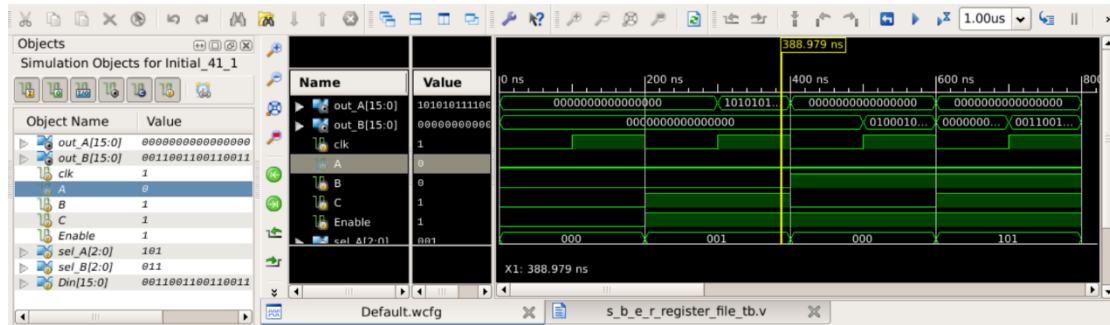 1.00us
Objects
Simulation Objects for Initial_41_1
Object Name Value
out_A[15:0] 0000000000000000
out_B[15:0] 0011001100110011
clk 1
A 0
B 1
C 1
Enable 1
sel_A[2:0] 101
sel_B[2:0] 011
Din[15:0] 0011001100110011
388.979 ns
Name Value
0 ns 200 ns 400 ns 600 ns 800
out_A[15:0] 101010111100 0000000000000000 1010101... 0000000000000000 0000000000000000
out_B[15:0] 00000000000 0000000000000000 0100010... 0000000... 0011001...
clk 1
A 0
B 0
C 1
Enable 1
sel_A[2:0] 001 000 001 000 101
X1: 388.979 ns
Default.wcfg s_b_e_r_register_file_tb.v